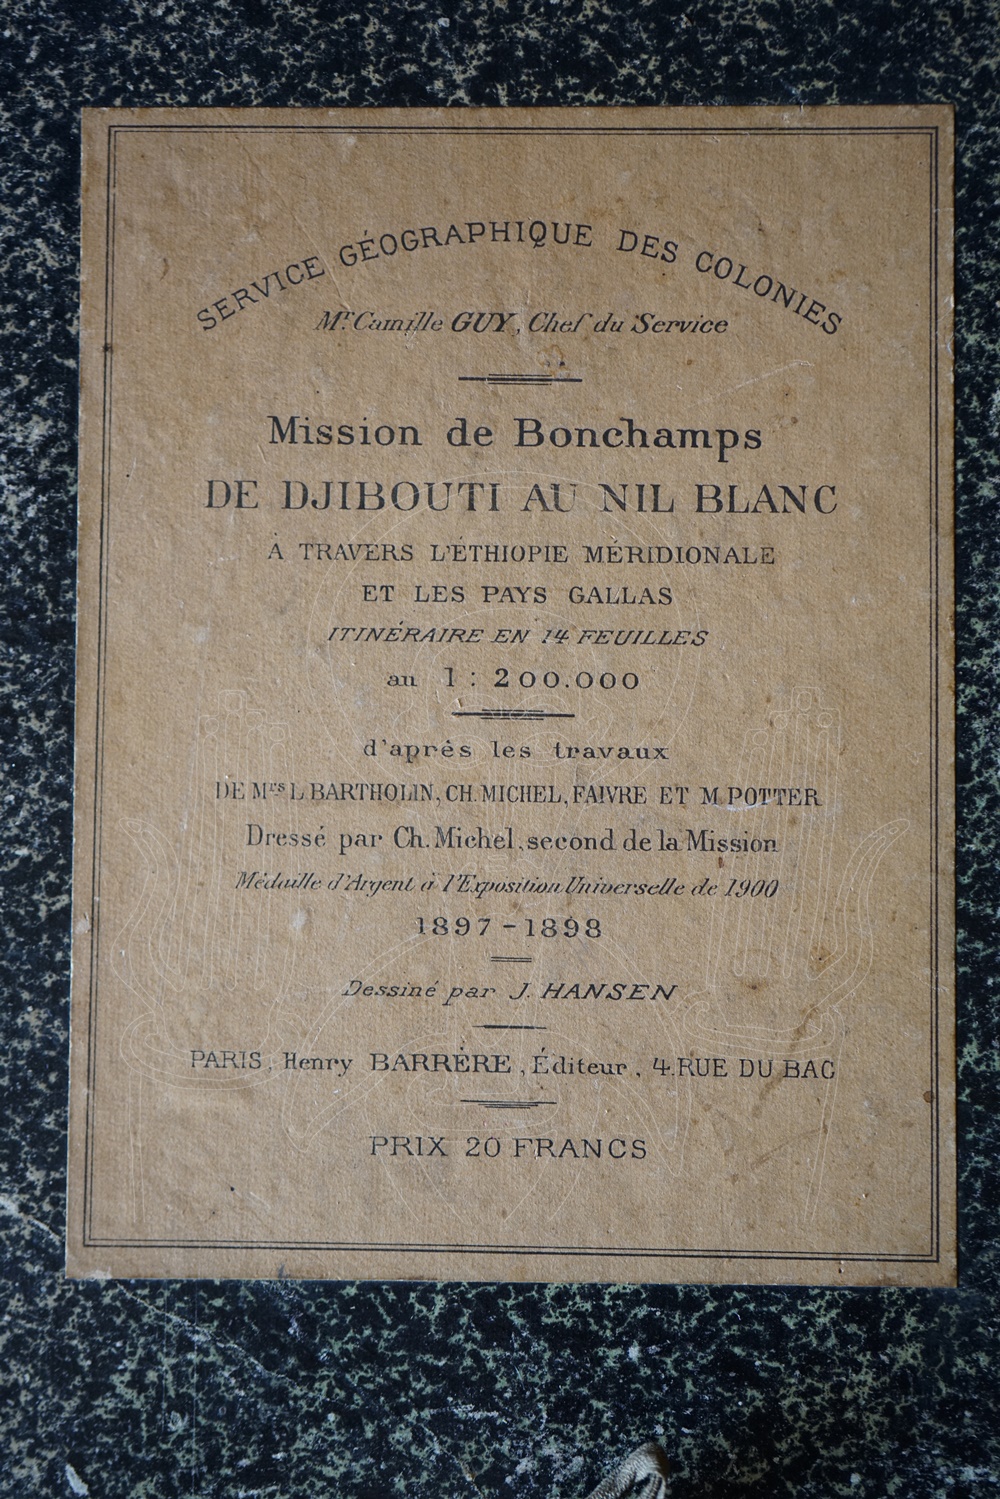 SERVICE GÉOGRAPHIQUE DES COLONIES
Mr Camille GUY, Chef du Service
Mission de Bonchamps
DE DJIBOUTI AU NIL BLANC
À TRAVERS L'ÉTHIOPIE MÉRIDIONALE
ET LES PAYS GALLAS
ITINÉRAIRE EN 14 FEUILLES
au 1 : 200.000
d'après les travaux
DE Mrs L BARTHOLIN, CH. MICHEL, FAIVRE ET M. POTTER
Dressé par Ch. Michel, second de la Mission
Médaille d'Argent à l'Exposition Universelle de 1900
1897 - 1898
Dessiné par J. HANSEN
PARIS, Henry BARRÈRE, Éditeur, 4. RUE DU BAC
PRIX 20 FRANCS